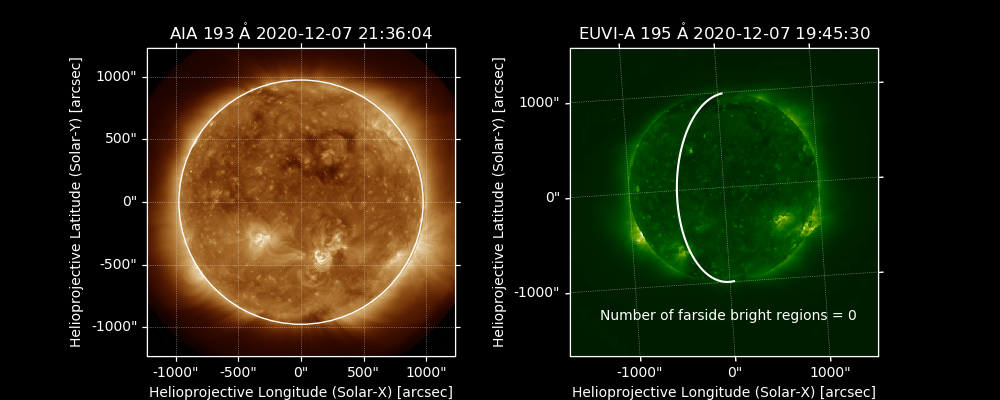 AIA 193 Å 2020-12-07 21:36:04
Helioprojective Latitude (Solar-Y) [arcsec]
1000"
500"
0"
-500"
-1000"
-1000"
-500"
0"
500"
1000"
Helioprojective Longitude (Solar-X) [arcsec]
EUVI-A 195 Å 2020-12-07 19:45:30
Helioprojective Latitude (Solar-Y) [arcsec]
1000"
0"
-1000"
Number of farside bright regions = 0
-1000"
0"
1000"
Helioprojective Longitude (Solar-X) [arcsec]